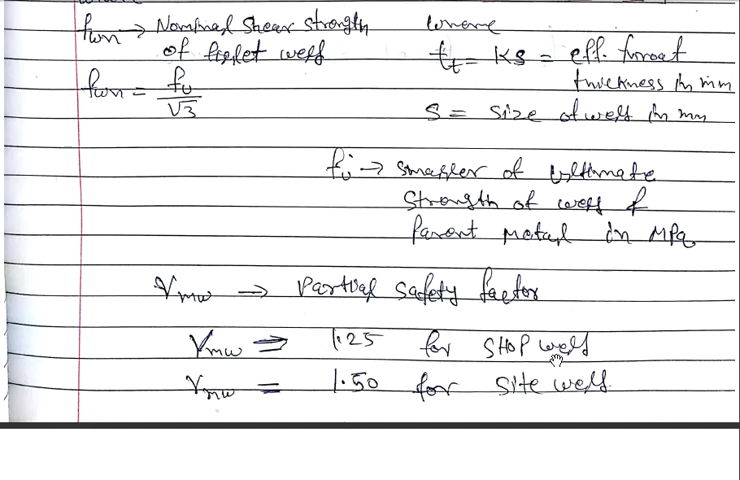 fwn → Nominal Shear Strength of fillet weld
fwn = fu/√3
where
tt = KS = eff. throat thickness in mm
S = size of weld in mm
fu → smaller of ultimate
strength of weld &
parent metal in MPa
γmw → partial safety factor
γmw ⇒ 1.25 for SHOP weld
γmw = 1.50 for site weld